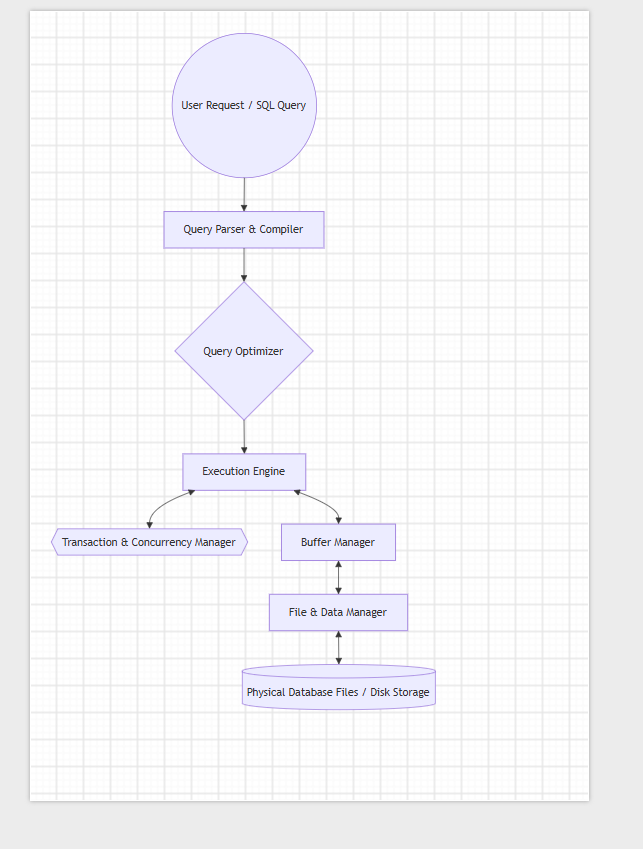 User Request / SQL Query
Query Parser & Compiler
Query Optimizer
Execution Engine
Transaction & Concurrency Manager
Buffer Manager
File & Data Manager
Physical Database Files / Disk Storage